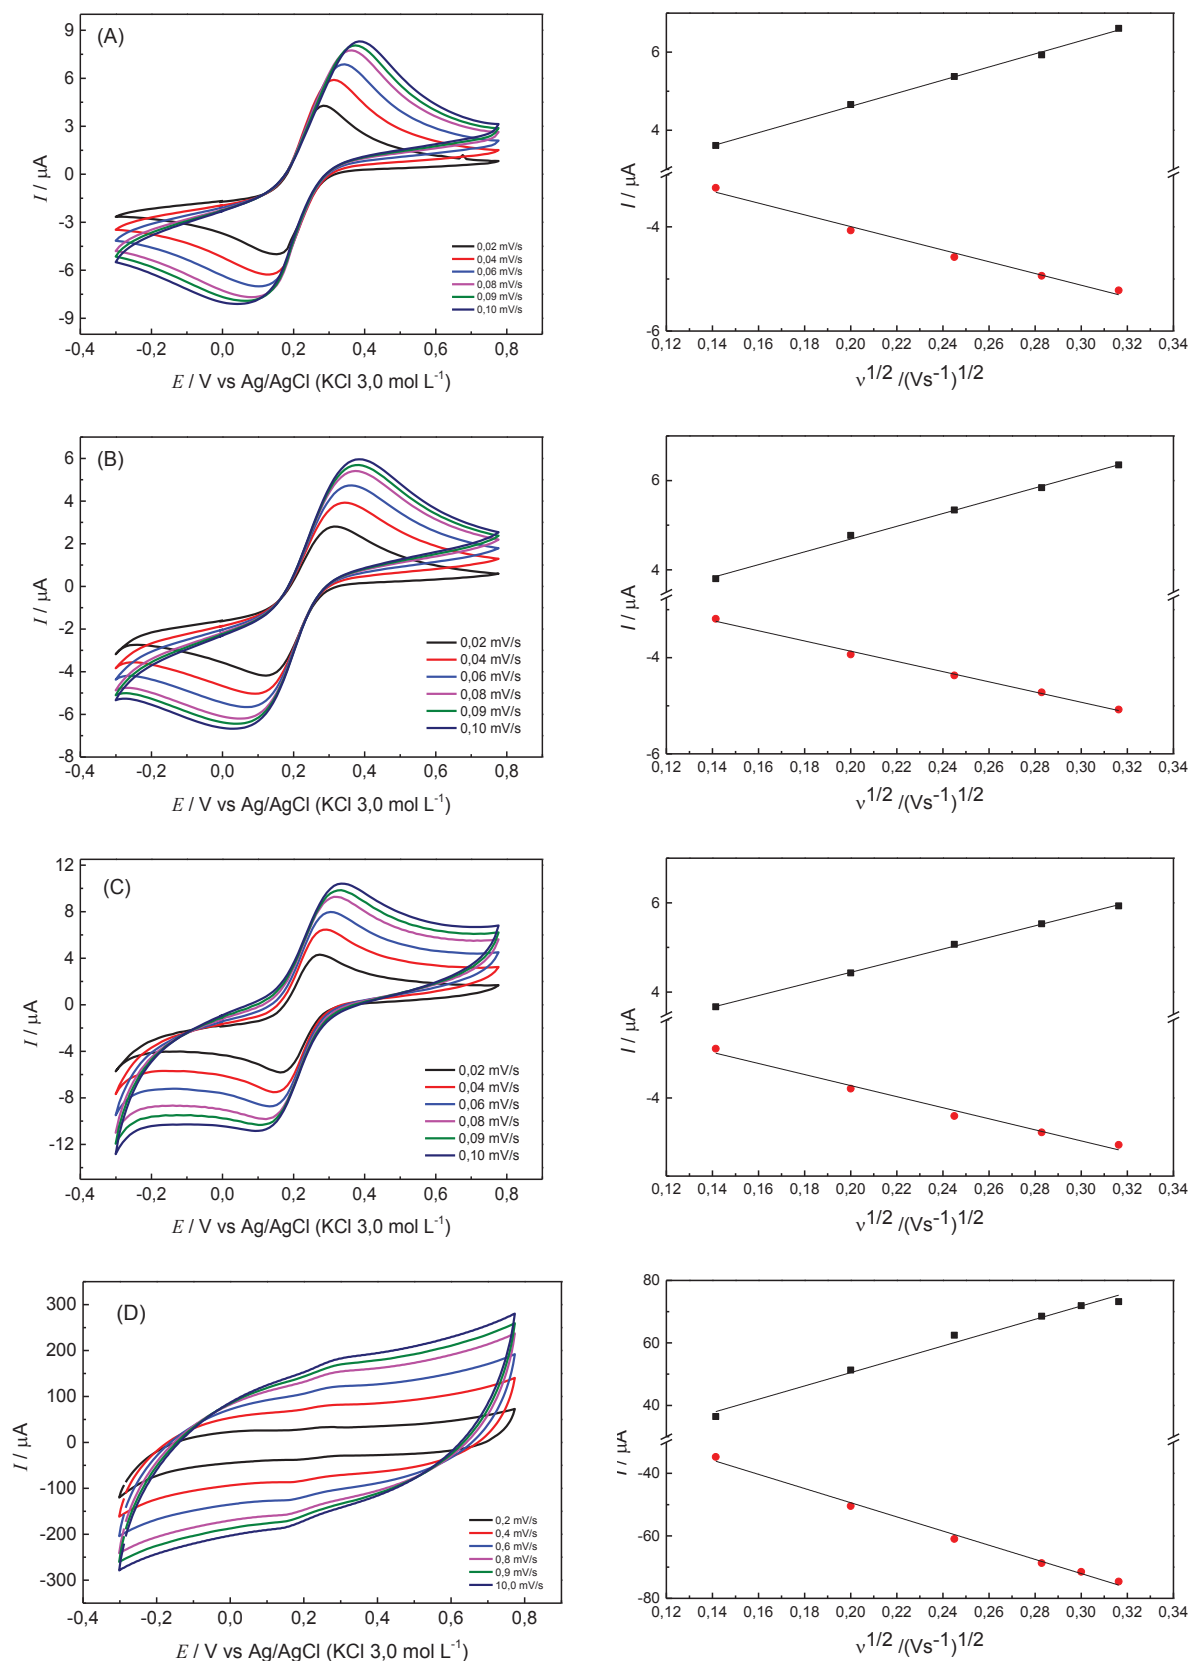 (A)
9
6
3
0
-3
-6
-9
I / μA
0,02 mV/s
0,04 mV/s
0,06 mV/s
0,08 mV/s
0,09 mV/s
0,10 mV/s
-0,4 -0,2 0,0 0,2 0,4 0,6 0,8
E / V vs Ag/AgCl (KCl 3,0 mol L⁻¹)
6
4
-4
-6
I / μA
0,12 0,14 0,16 0,18 0,20 0,22 0,24 0,26 0,28 0,30 0,32 0,34
ν^1/2 /(Vs⁻¹)^1/2
(B)
6
4
2
0
-2
-4
-6
-8
I / μA
0,02 mV/s
0,04 mV/s
0,06 mV/s
0,08 mV/s
0,09 mV/s
0,10 mV/s
-0,4 -0,2 0,0 0,2 0,4 0,6 0,8
E / V vs Ag/AgCl (KCl 3,0 mol L⁻¹)
6
4
-4
-6
I / μA
0,12 0,14 0,16 0,18 0,20 0,22 0,24 0,26 0,28 0,30 0,32 0,34
ν^1/2 /(Vs⁻¹)^1/2
(C)
12
8
4
0
-4
-8
-12
I / μA
0,02 mV/s
0,04 mV/s
0,06 mV/s
0,08 mV/s
0,09 mV/s
0,10 mV/s
-0,4 -0,2 0,0 0,2 0,4 0,6 0,8
E / V vs Ag/AgCl (KCl 3,0 mol L⁻¹)
6
4
-4
I / μA
0,12 0,14 0,16 0,18 0,20 0,22 0,24 0,26 0,28 0,30 0,32 0,34
ν^1/2 /(Vs⁻¹)^1/2
(D)
300
200
100
0
-100
-200
-300
I / μA
0,2 mV/s
0,4 mV/s
0,6 mV/s
0,8 mV/s
0,9 mV/s
10,0 mV/s
-0,4 -0,2 0,0 0,2 0,4 0,6 0,8
E / V vs Ag/AgCl (KCl 3,0 mol L⁻¹)
80
60
40
-40
-60
-80
I / μA
0,12 0,14 0,16 0,18 0,20 0,22 0,24 0,26 0,28 0,30 0,32 0,34
ν^1/2 /(Vs⁻¹)^1/2